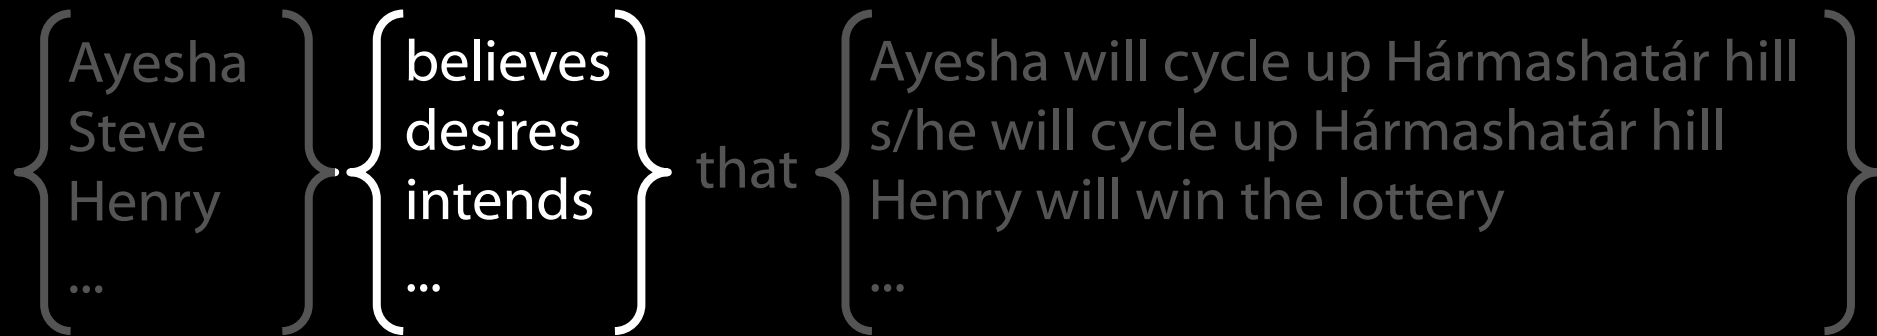 Ayesha
Steve
Henry
...
believes
desires
intends
...
that
Ayesha will cycle up Hármashatár hill
s/he will cycle up Hármashatár hill
Henry will win the lottery
...